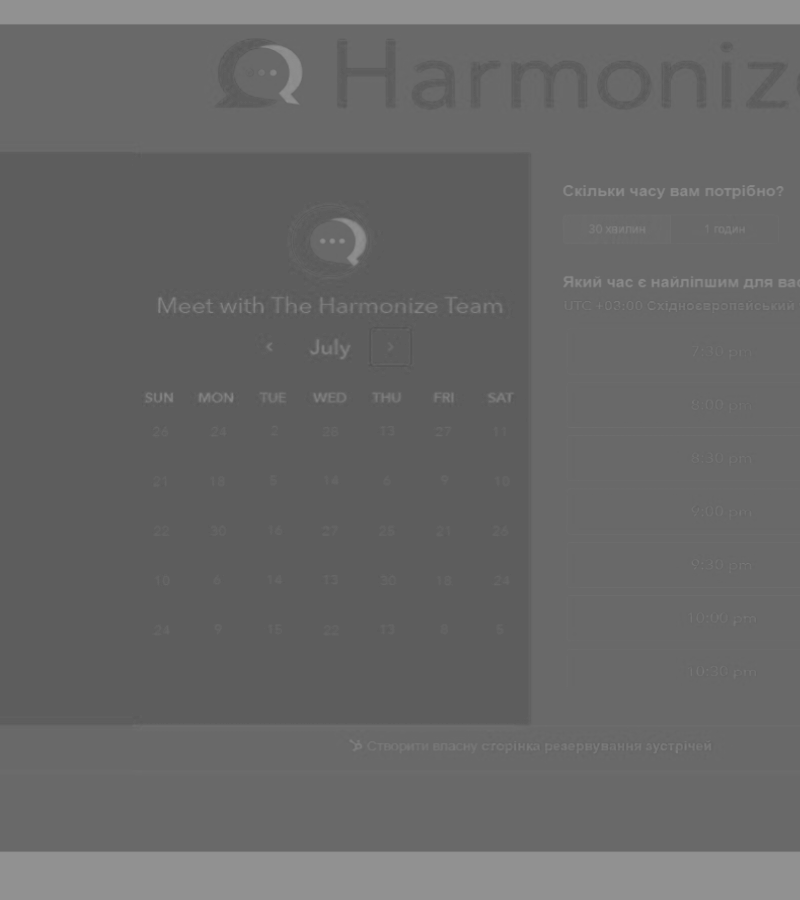 Harmonize
Meet with The Harmonize Team
July
SUN MON TUE WED THU FRI SAT
26 24 2 28 13 27 11
21 18 5 14 6 9 10
22 30 16 27 25 21 26
18 6 14 13 30 18 24
24 9 15 22 13 8 6
Скільки часу вам потрібно?
30 хвилин 1 годин
Який час є найліпшим для вас
UTC +03:00 Східноєвропейський
7:30 pm
8:00 pm
8:30 pm
9:00 pm
9:30 pm
10:00 pm
10:30 pm
Створити власну сторінка резервування зустрічей